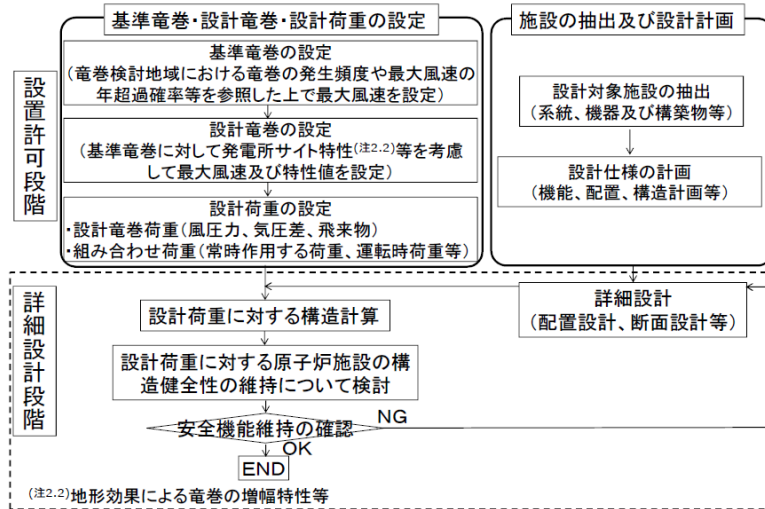 基準竜巻・設計竜巻・設計荷重の設定
施設の抽出及び設計計画
設置許可段階
基準竜巻の設定
(竜巻検討地域における竜巻の発生頻度や最大風速の
年超過確率等を参照した上で最大風速を設定)
設計竜巻の設定
(基準竜巻に対して発電所サイト特性(注2.2)等を考慮
して最大風速及び特性値を設定)
設計荷重の設定
・設計竜巻荷重(風圧力、気圧差、飛来物)
・組み合わせ荷重(常時作用する荷重、運転時荷重等)
設計対象施設の抽出
(系統、機器及び構築物等)
設計仕様の計画
(機能、配置、構造計画等)
詳細設計段階
詳細設計
(配置設計、断面設計等)
設計荷重に対する構造計算
設計荷重に対する原子炉施設の構
造健全性の維持について検討
安全機能維持の確認
NG
OK
END
(注2.2)地形効果による竜巻の増幅特性等